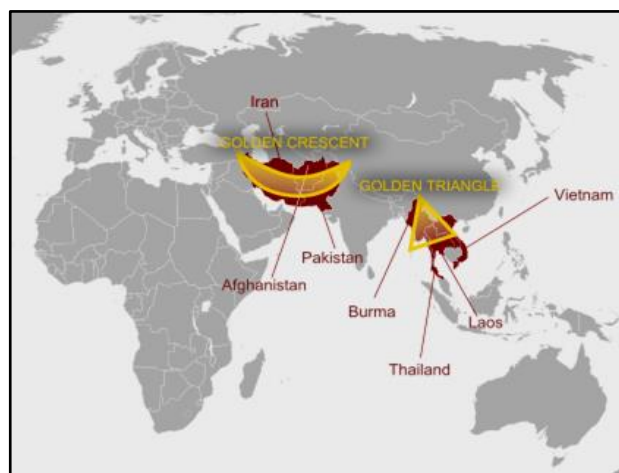 Iran
GOLDEN CRESCENT
GOLDEN TRIANGLE
Vietnam
Pakistan
Afghanistan
Burma
Laos
Thailand